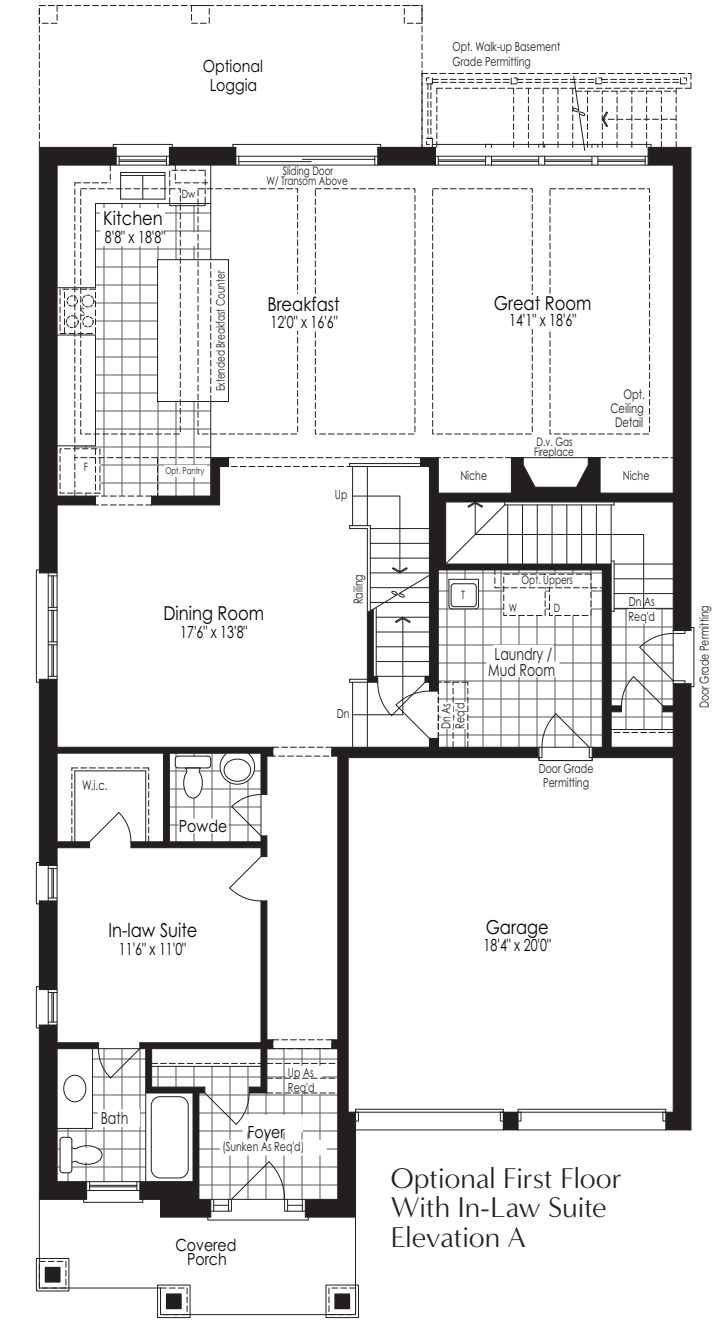 Optional
Loggia
Opt. Walk-up Basement
Grade Permitting
Sliding Door
W/ Transom Above
Dw
Kitchen
8'8" x 18'8"
Breakfast
12'0" x 16'6"
Great Room
14'1" x 18'6"
Extended Breakfast Counter
Opt.
Ceiling
Detail
D.v. Gas
Fireplace
F
Opt. Pantry
Niche
Niche
Up
Railing
Opt. Uppers
T
W
D
Dn As
Req'd
Door Grade Permitting
Dining Room
17'6" x 13'8"
Laundry /
Mud Room
Dn
Dn As
Req'd
Door Grade
Permitting
W.i.c.
Powde
In-law Suite
11'6" x 11'0"
Garage
18'4" x 20'0"
Up As
Req'd
Bath
Foyer
(Sunken As Req'd)
Optional First Floor
With In-Law Suite
Elevation A
Covered
Porch